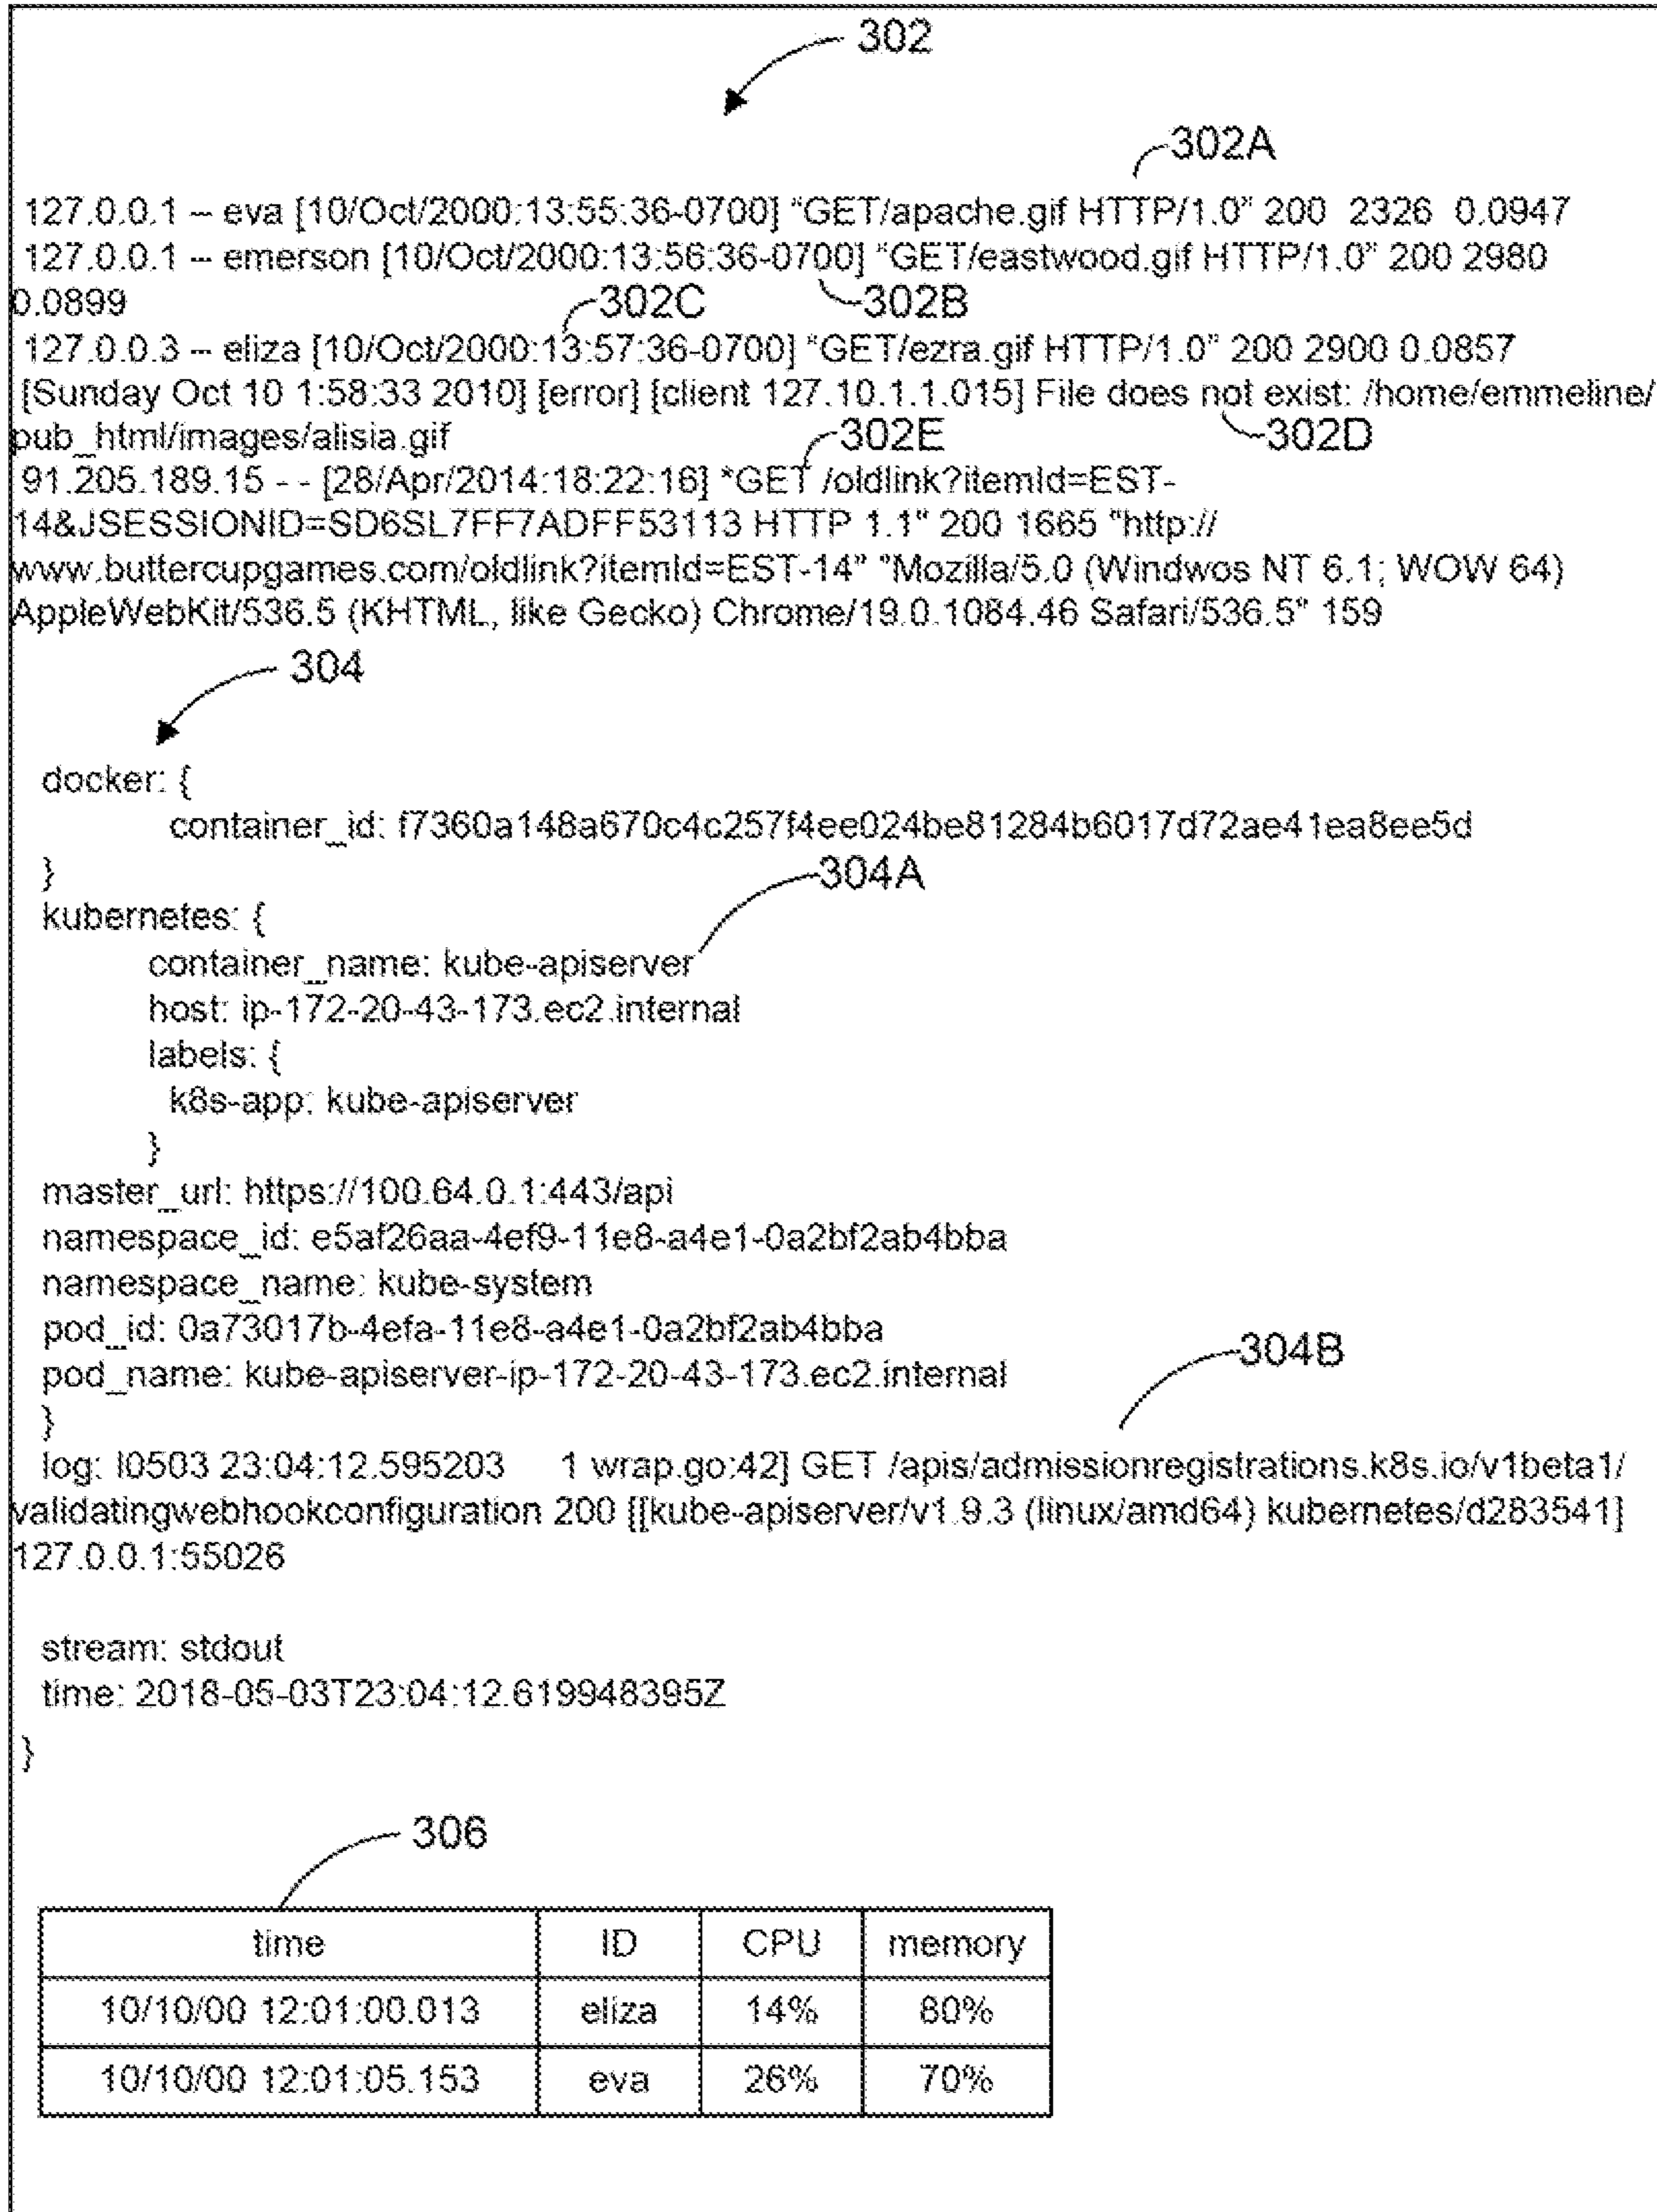 302
302A
127.0.0.1 – eva [10/Oct/2000:13:55:36-0700] “GET/apache.gif HTTP/1.0” 200 2326 0.0947
127.0.0.1 – emerson [10/Oct/2000:13:56:36-0700] “GET/eastwood.gif HTTP/1.0” 200 2980
0.0899
302C
302B
127.0.0.3 – eliza [10/Oct/2000:13:57:36-0700] “GET/ezra.gif HTTP/1.0” 200 2900 0.0857
[Sunday Oct 10 1:58:33 2010] [error] [client 127.10.1.1.015] File does not exist: /home/emmeline/
pub_html/images/alisia.gif
302E
302D
91.205.189.15 - - [28/Apr/2014:18:22:16] "GET /oldlink?itemId=EST-
14&JSESSIONID=SD6SL7FF7ADFF53113 HTTP 1.1" 200 1665 "http://
www.buttercupgames.com/oldlink?itemId=EST-14" "Mozilla/5.0 (Windwos NT 6.1; WOW 64)
AppleWebKit/536.5 (KHTML, like Gecko) Chrome/19.0.1084.46 Safari/536.5" 159
304
docker: {
container_id: f7360a148a670c4c257f4ee024be81284b6017d72ae41ea8ee5d
}
304A
kubernetes: {
container_name: kube-apiserver
host: ip-172-20-43-173.ec2.internal
labels: {
k8s-app: kube-apiserver
}
master_url: https://100.64.0.1:443/api
namespace_id: e5af26aa-4ef9-11e8-a4e1-0a2bf2ab4bba
namespace_name: kube-system
pod_id: 0a73017b-4efa-11e8-a4e1-0a2bf2ab4bba
304B
pod_name: kube-apiserver-ip-172-20-43-173.ec2.internal
}
log: I0503 23:04:12.595203 1 wrap.go:42] GET /apis/admissionregistrations.k8s.io/v1beta1/
validatingwebhookconfiguration 200 [[kube-apiserver/v1.9.3 (linux/amd64) kubernetes/d283541]
127.0.0.1:55026
stream: stdout
time: 2018-05-03T23:04:12.619948395Z
}
306
time ID CPU memory
10/10/00 12:01:00.013 eliza 14% 80%
10/10/00 12:01:05.153 eva 26% 70%